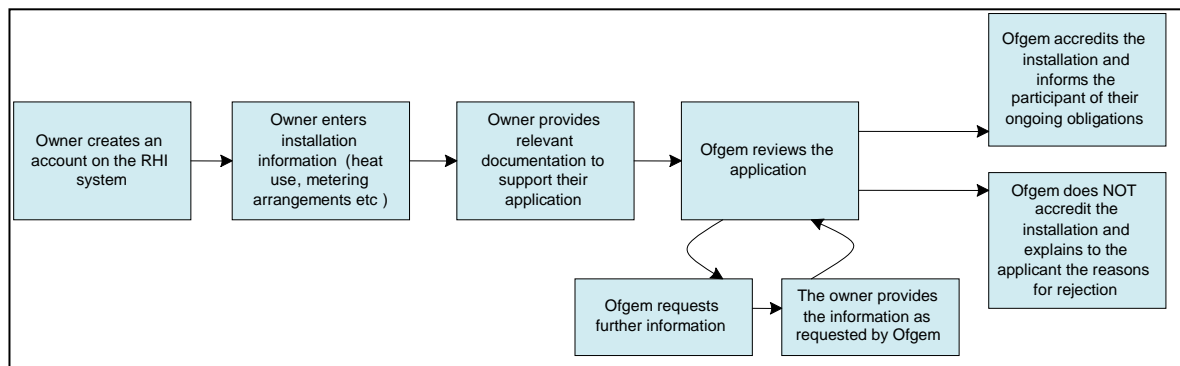 Owner creates an
account on the RHI
system
Owner enters
installation
information  (heat
use, metering
arrangements etc )
Owner provides
relevant
documentation to
support their
application
Ofgem reviews the
application
Ofgem accredits the
installation and
informs the
participant of their
ongoing obligations
Ofgem does NOT
accredit the
installation and
explains to the
applicant the reasons
for rejection
Ofgem requests
further information
The owner provides
the information as
requested by Ofgem